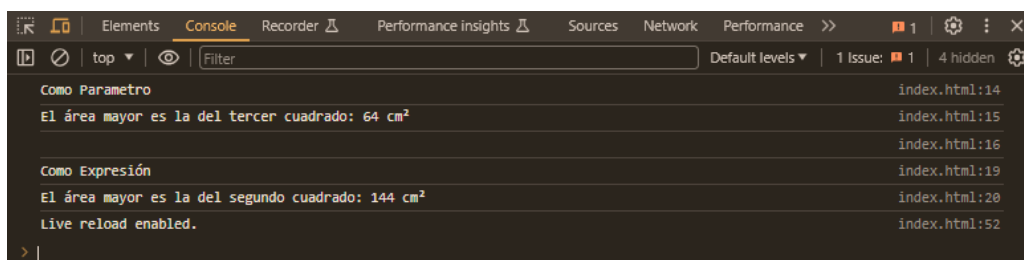 Elements Console Recorder Performance insights Sources Network Performance 1
top Filter Default levels 1 Issue: 1 4 hidden
Como Parametro index.html:14
El área mayor es la del tercer cuadrado: 64 cm² index.html:15
index.html:16
Como Expresión index.html:19
El área mayor es la del segundo cuadrado: 144 cm² index.html:20
Live reload enabled. index.html:52